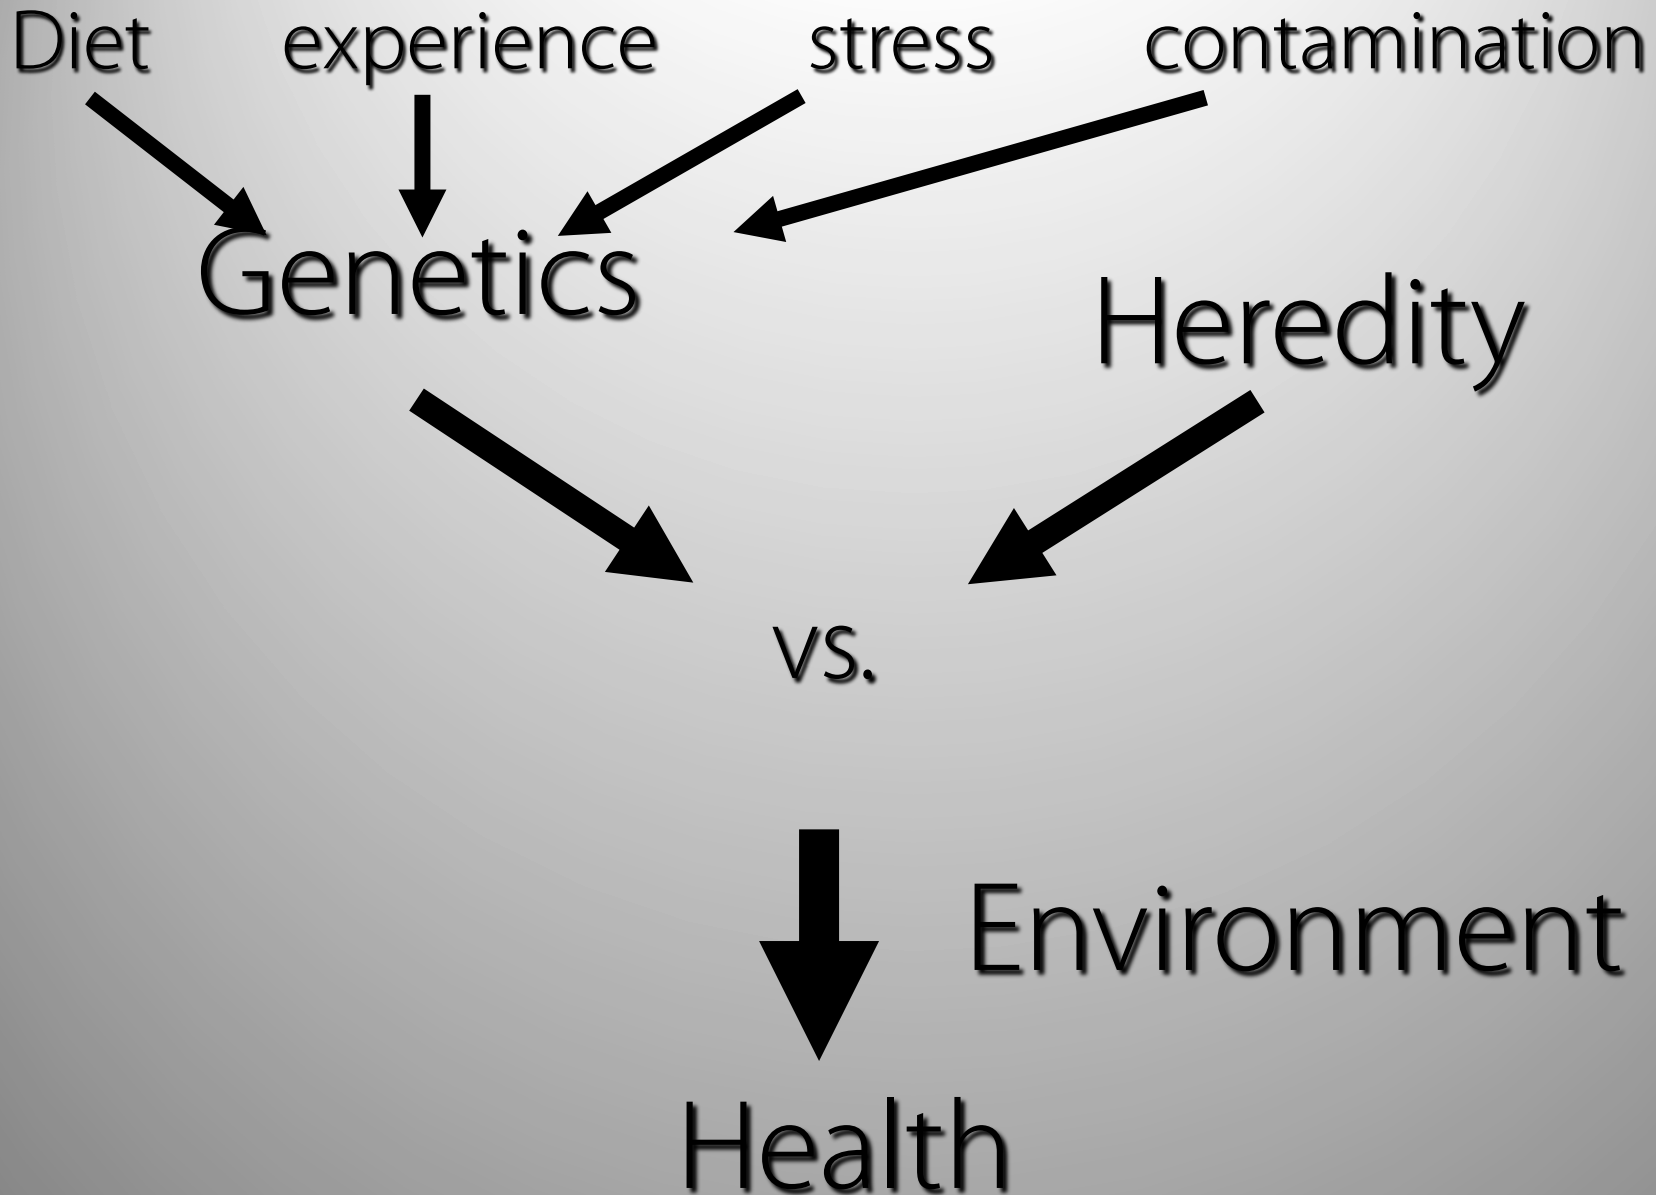 Diet experience stress contamination
Genetics
Heredity
vs.
Environment
Health